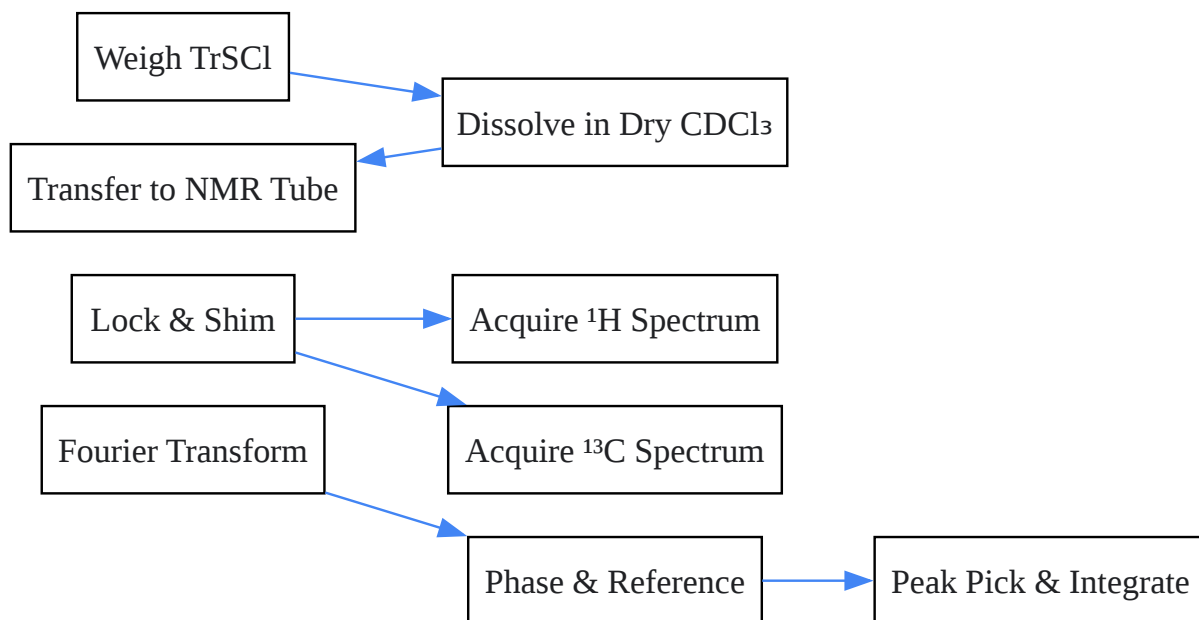 Weigh TrSCl
Dissolve in Dry CDCl₃
Transfer to NMR Tube
Lock & Shim
Acquire ¹H Spectrum
Fourier Transform
Acquire ¹³C Spectrum
Phase & Reference
Peak Pick & Integrate